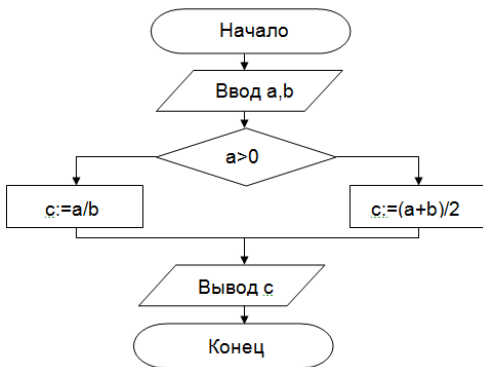 Начало
Ввод a,b
a>0
c:=a/b
c:=(a+b)/2
Вывод c
Конец